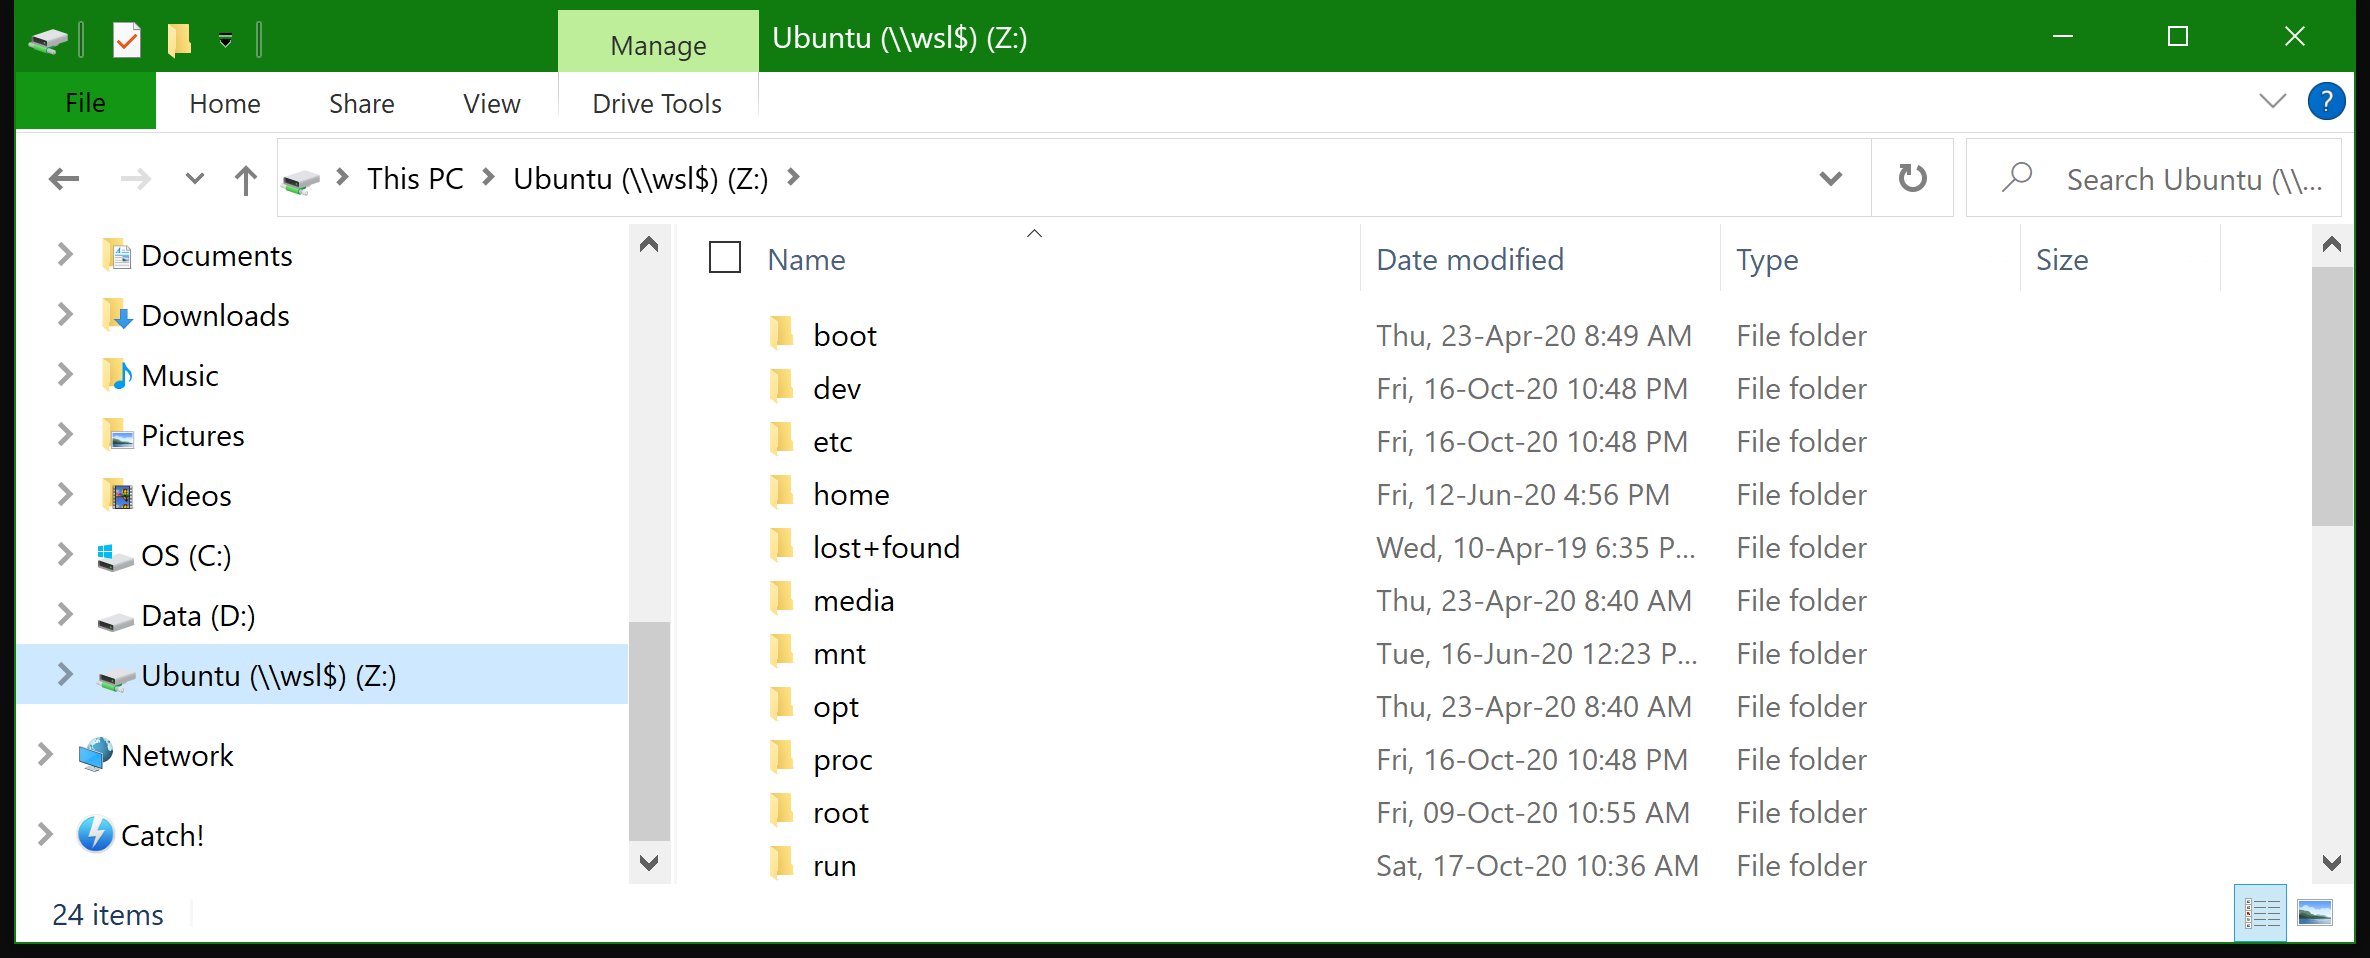 Manage
Ubuntu (\\wsl$) (Z:)
File Home Share View Drive Tools
?
This PC Ubuntu (\\wsl$) (Z:)
Search Ubuntu (\\...
Documents
Downloads
Music
Pictures
Videos
OS (C:)
Data (D:)
Ubuntu (\\wsl$) (Z:)
Network
Catch!
Name Date modified Type Size
boot Thu, 23-Apr-20 8:49 AM File folder
dev Fri, 16-Oct-20 10:48 PM File folder
etc Fri, 16-Oct-20 10:48 PM File folder
home Fri, 12-Jun-20 4:56 PM File folder
lost+found Wed, 10-Apr-19 6:35 P... File folder
media Thu, 23-Apr-20 8:40 AM File folder
mnt Tue, 16-Jun-20 12:23 P... File folder
opt Thu, 23-Apr-20 8:40 AM File folder
proc Fri, 16-Oct-20 10:48 PM File folder
root Fri, 09-Oct-20 10:55 AM File folder
run Sat, 17-Oct-20 10:36 AM File folder
24 items